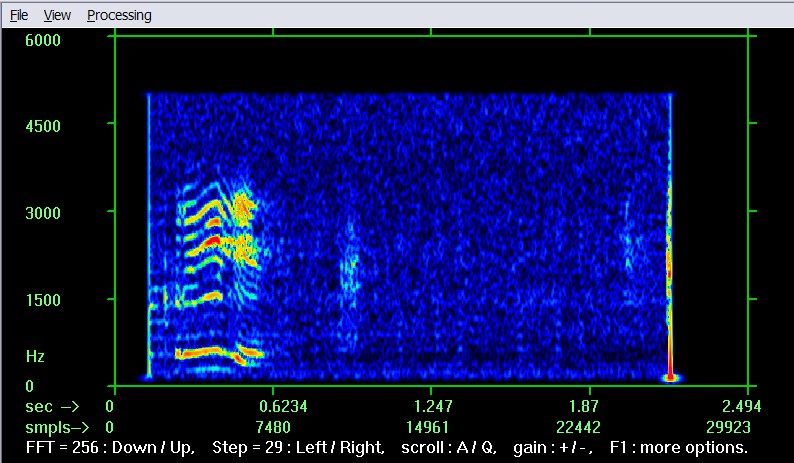 File View Processing
6000
4500
3000
1500
Hz
0
sec -> 0 0.6234 1.247 1.87 2.494
smpls-> 0 7480 14961 22442 29923
FFT = 256 : Down / Up, Step = 29 : Left / Right, scroll : A / Q, gain : + / -, F1 : more options.